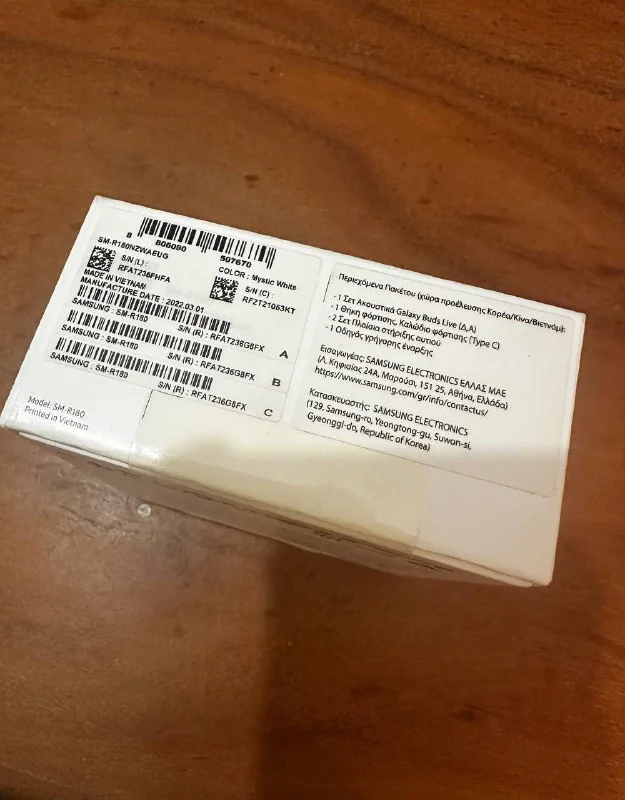 8 806090 507670
SM-R180NZWAEUG
S/N (L) :
RFAT236FHFA
COLOR : Mystic White
S/N (C) :
RF2T21063KT
MADE IN VIETNAM
MANUFACTURE DATE : 2022.03.01
SAMSUNG : SM-R180
S/N (R) : RFAT236G8FX
A
SAMSUNG : SM-R180
S/N (R) : RFAT236G8FX
B
SAMSUNG : SM-R180
S/N (R) : RFAT236G8FX
C
Model: SM-R180
Printed in Vietnam
Περιεχόμενα Πακέτου (χώρα προέλευσης Κορέα/Κίνα/Βιετνάμ):
- 1 Σετ Ακουστικά Galaxy Buds Live (Δ,Α)
- 1 Θήκη φόρτισης, Καλώδιο φόρτισης (Type C)
- 2 Σετ Πλαίσια στήριξης αυτιού
- 1 Οδηγός γρήγορης έναρξης
Εισαγωγέας: SAMSUNG ELECTRONICS ΕΛΛΑΣ ΜΑΕ
(Λ. Κηφισίας 24Α, Μαρούσι, 151 25, Αθήνα, Ελλάδα)
https://www.samsung.com/gr/info/contactus/
Κατασκευαστής: SAMSUNG ELECTRONICS
(129, Samsung-ro, Yeongtong-gu, Suwon-si,
Gyeonggi-do, Republic of Korea)